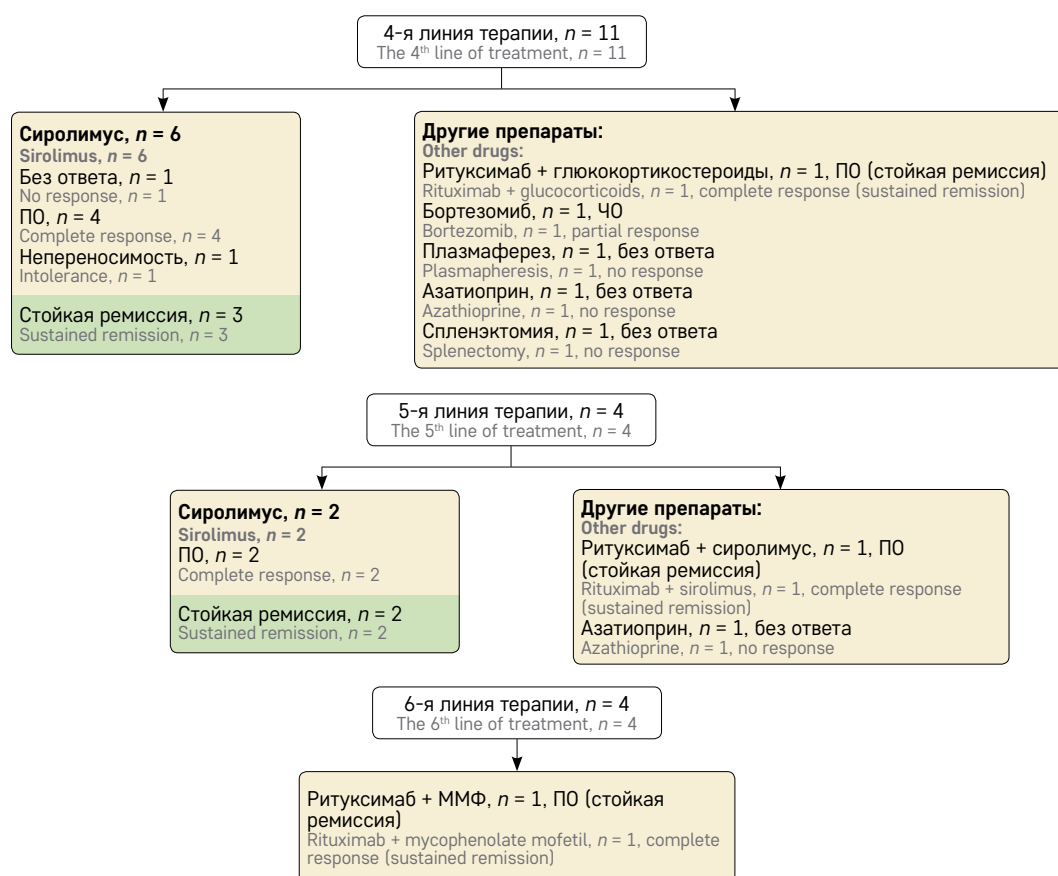 4-я линия терапии, n = 11
The 4th line of treatment, n = 11
Сиролимус, n = 6
Sirolimus, n = 6
Без ответа, n = 1
No response, n = 1
ПО, n = 4
Complete response, n = 4
Непереносимость, n = 1
Intolerance, n = 1
Стойкая ремиссия, n = 3
Sustained remission, n = 3
Другие препараты:
Other drugs:
Ритуксимаб + глюкокортикостероиды, n = 1, ПО (стойкая ремиссия)
Rituximab + glucocorticoids, n = 1, complete response (sustained remission)
Бортезомиб, n = 1, ЧО
Bortezomib, n = 1, partial response
Плазмаферез, n = 1, без ответа
Plasmapheresis, n = 1, no response
Азатиоприн, n = 1, без ответа
Azathioprine, n = 1, no response
Спленэктомия, n = 1, без ответа
Splenectomy, n = 1, no response
5-я линия терапии, n = 4
The 5th line of treatment, n = 4
Сиролимус, n = 2
Sirolimus, n = 2
ПО, n = 2
Complete response, n = 2
Стойкая ремиссия, n = 2
Sustained remission, n = 2
Другие препараты:
Other drugs:
Ритуксимаб + сиролимус, n = 1, ПО
(стойкая ремиссия)
Rituximab + sirolimus, n = 1, complete response
(sustained remission)
Азатиоприн, n = 1, без ответа
Azathioprine, n = 1, no response
6-я линия терапии, n = 4
The 6th line of treatment, n = 4
Ритуксимаб + ММФ, n = 1, ПО (стойкая
ремиссия)
Rituximab + mycophenolate mofetil, n = 1, complete
response (sustained remission)